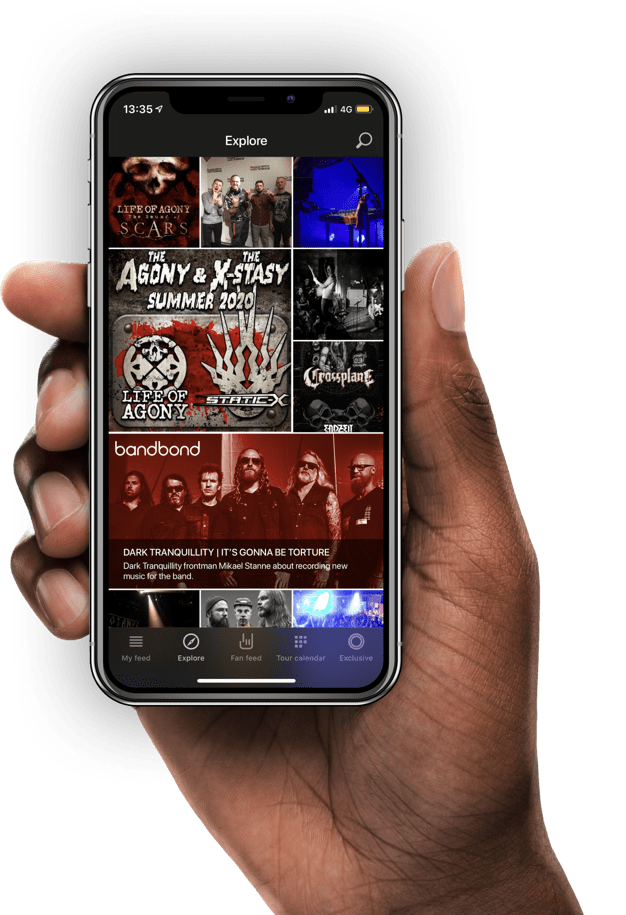 13:35
4G
Explore
LIFE OF AGONY
The Sound of
SCARS
THE THE
AGONY & X-STASY
SUMMER 2020
LIFE OF
AGONY
STATIC-X
Crossplane
ENDZEIT
bandbond
DARK TRANQUILLITY | IT'S GONNA BE TORTURE
Dark Tranquillity frontman Mikael Stanne about recording new
music for the band.
My feed
Explore
Fan feed
Tour calendar
Exclusive